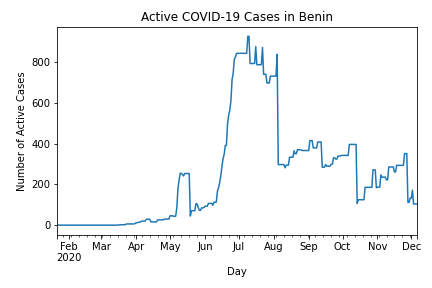 Active COVID-19 Cases in Benin
Number of Active Cases
800
600
400
200
0
Feb Mar Apr May Jun Jul Aug Sep Oct Nov Dec
2020
Day